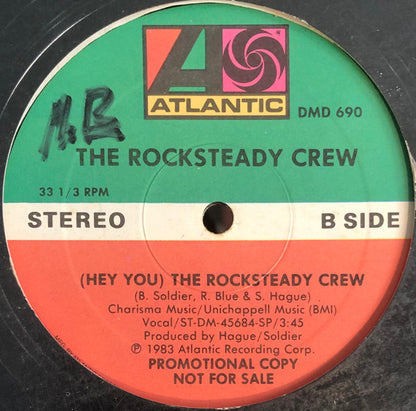 ATLANTIC
DMD 690
M.B
THE ROCKSTEADY CREW
33 1/3 RPM
STEREO
B SIDE
(HEY YOU) THE ROCKSTEADY CREW
(B. Soldier, R. Blue & S. Hague)
Charisma Music/Unichappell Music (BMI)
Vocal/ST-DM-45684-SP/3:45
Produced by Hague/Soldier
℗ 1983 Atlantic Recording Corp.
PROMOTIONAL COPY
NOT FOR SALE